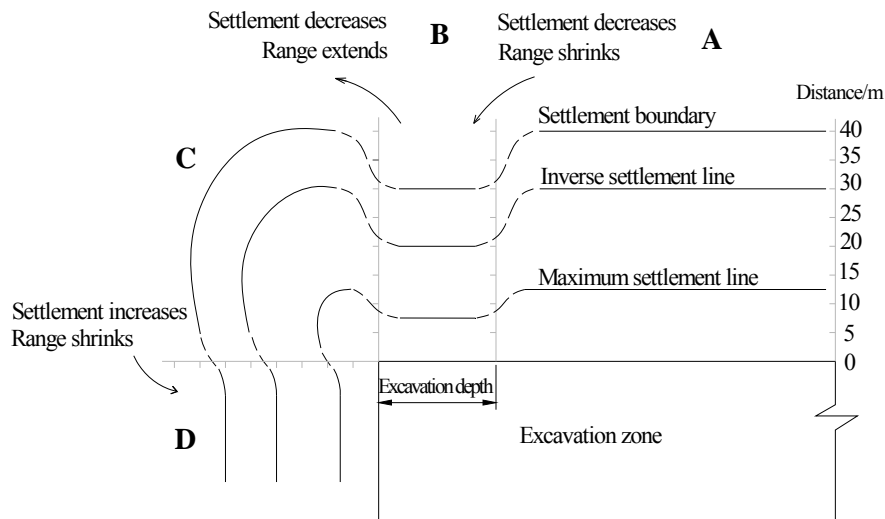 Settlement decreases
Range extends
B
Settlement decreases
Range shrinks
A
Distance/m
C
Settlement boundary
40
35
Inverse settlement line
30
25
20
15
Maximum settlement line
10
5
0
Settlement increases
Range shrinks
Excavation depth
D
Excavation zone